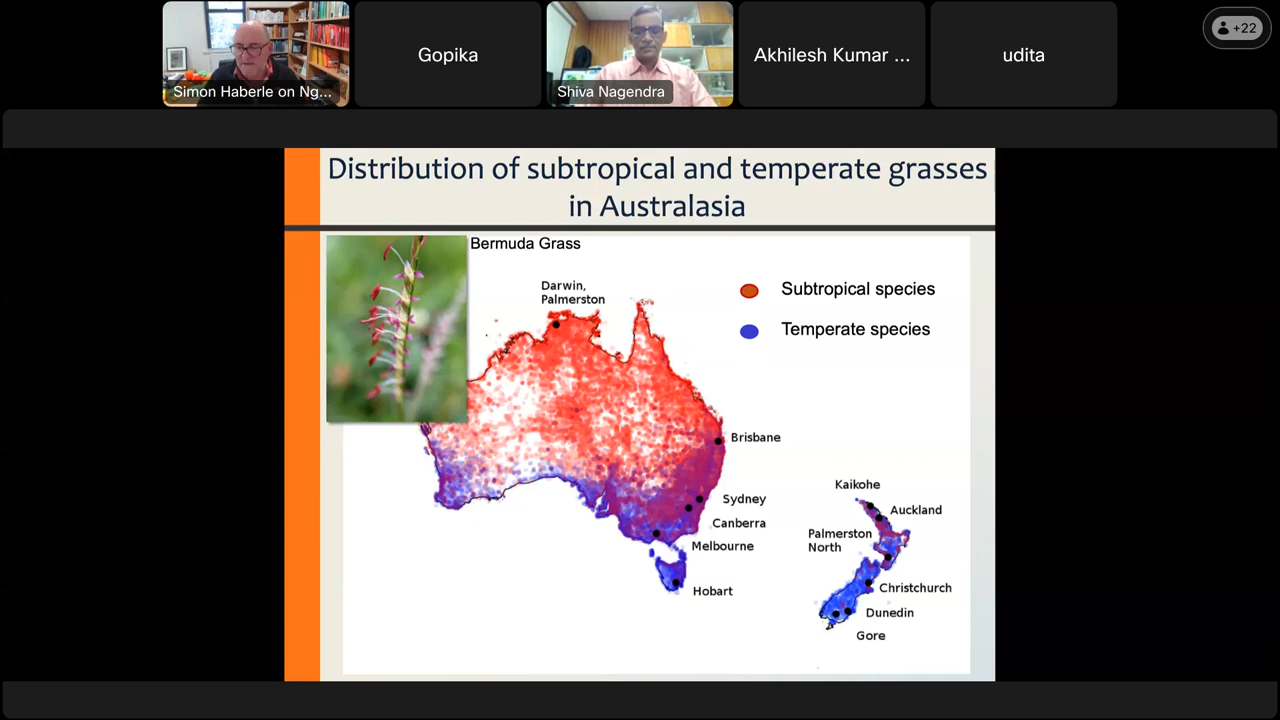 Simon Haberle on Ng...
Gopika
Shiva Nagendra
Akhilesh Kumar ...
udita
+22
Distribution of subtropical and temperate grasses
in Australasia
Bermuda Grass
Darwin,
Palmerston
Subtropical species
Temperate species
Brisbane
Sydney
Canberra
Melbourne
Hobart
Kaikohe
Auckland
Palmerston
North
Christchurch
Dunedin
Gore